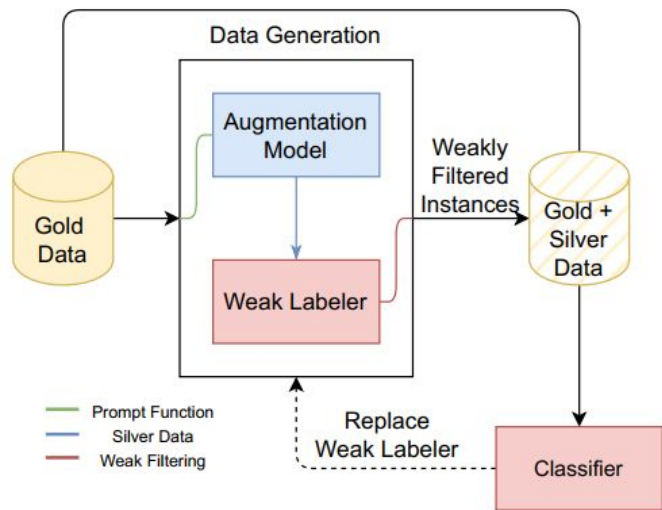 Data Generation
Augmentation
Model
Weakly
Filtered
Instances
Gold
Data
Gold +
Silver
Data
Weak Labeler
Prompt Function
Silver Data
Weak Filtering
Replace
Weak Labeler
Classifier